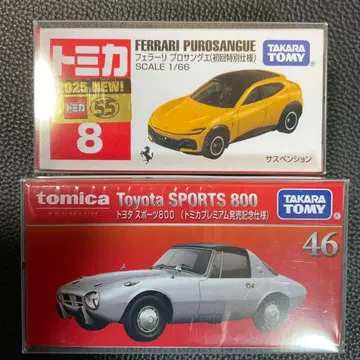 トミカ
2025 NEW!
トミカ 55
8
FERRARI PUROSANGUE
フェラーリ プロサングエ(初回特別仕様)
SCALE 1/66
TAKARA TOMY
サスペンション
tomica
PREMIUM
Toyota SPORTS 800
トヨタ スポーツ800 (トミカプレミアム発売記念仕様)
TAKARA TOMY
46